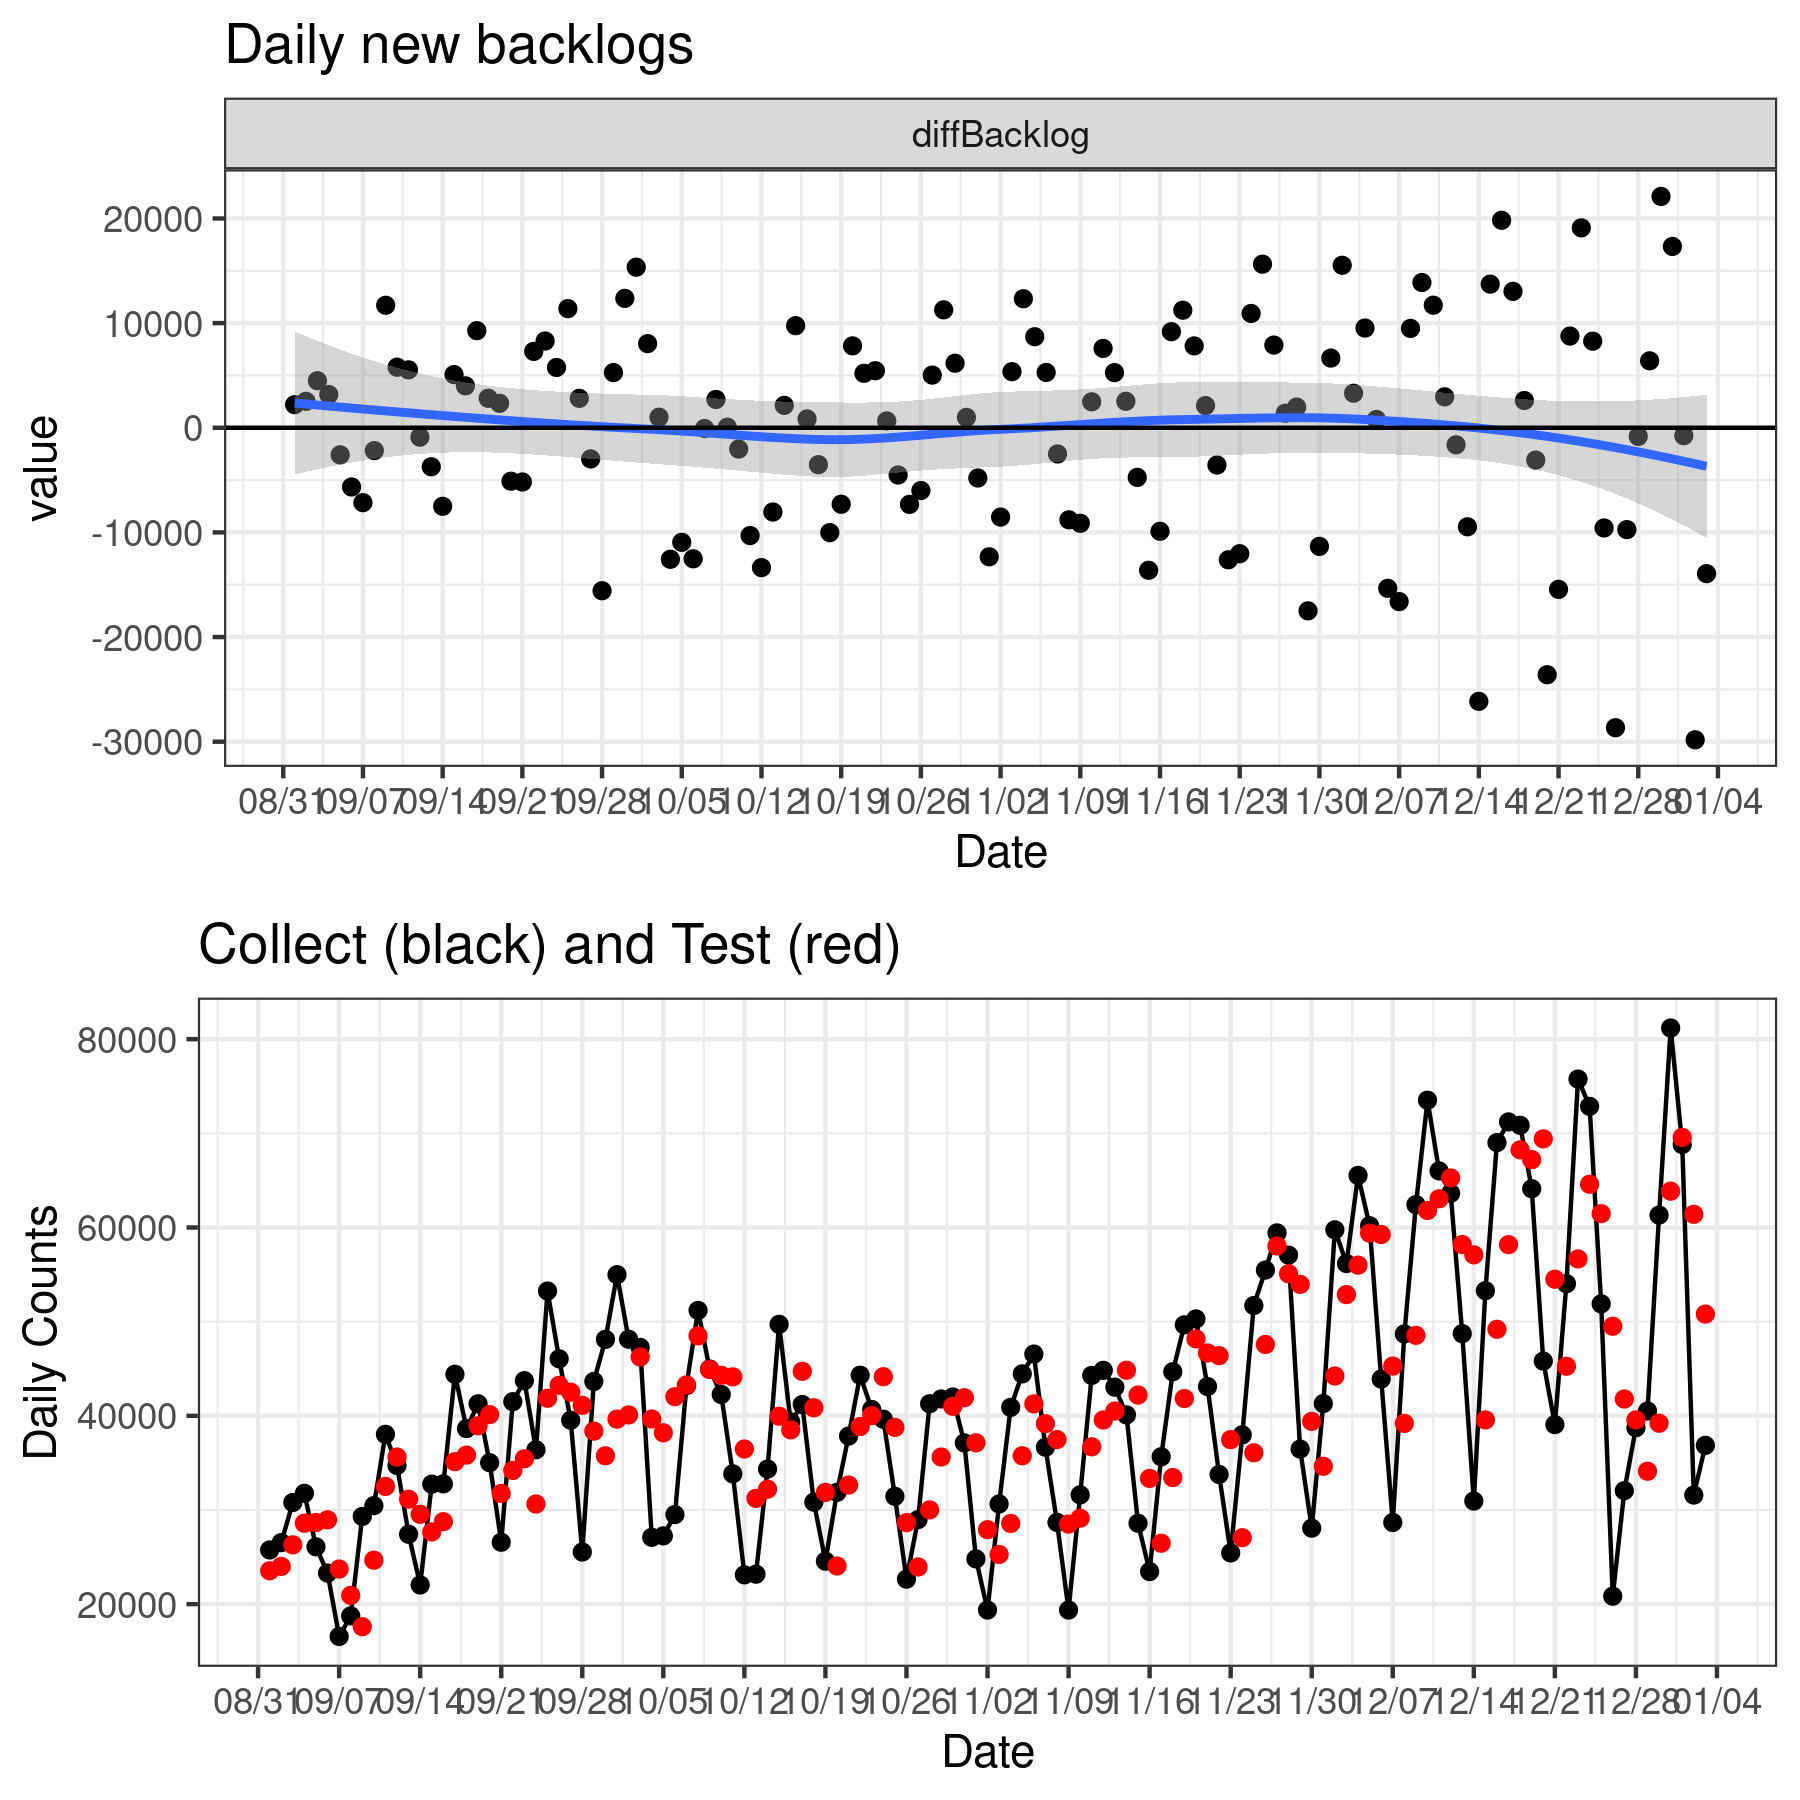 Daily new backlogs
diffBacklog
20000
10000
0
-10000
-20000
-30000
value
08/31 09/07 09/14 09/21 09/28 10/05 10/12 10/19 10/26 11/02 11/09 11/16 11/23 11/30 12/07 12/14 12/21 12/28 01/04
Date
Collect (black) and Test (red)
80000
60000
40000
20000
Daily Counts
08/31 09/07 09/14 09/21 09/28 10/05 10/12 10/19 10/26 11/02 11/09 11/16 11/23 11/30 12/07 12/14 12/21 12/28 01/04
Date